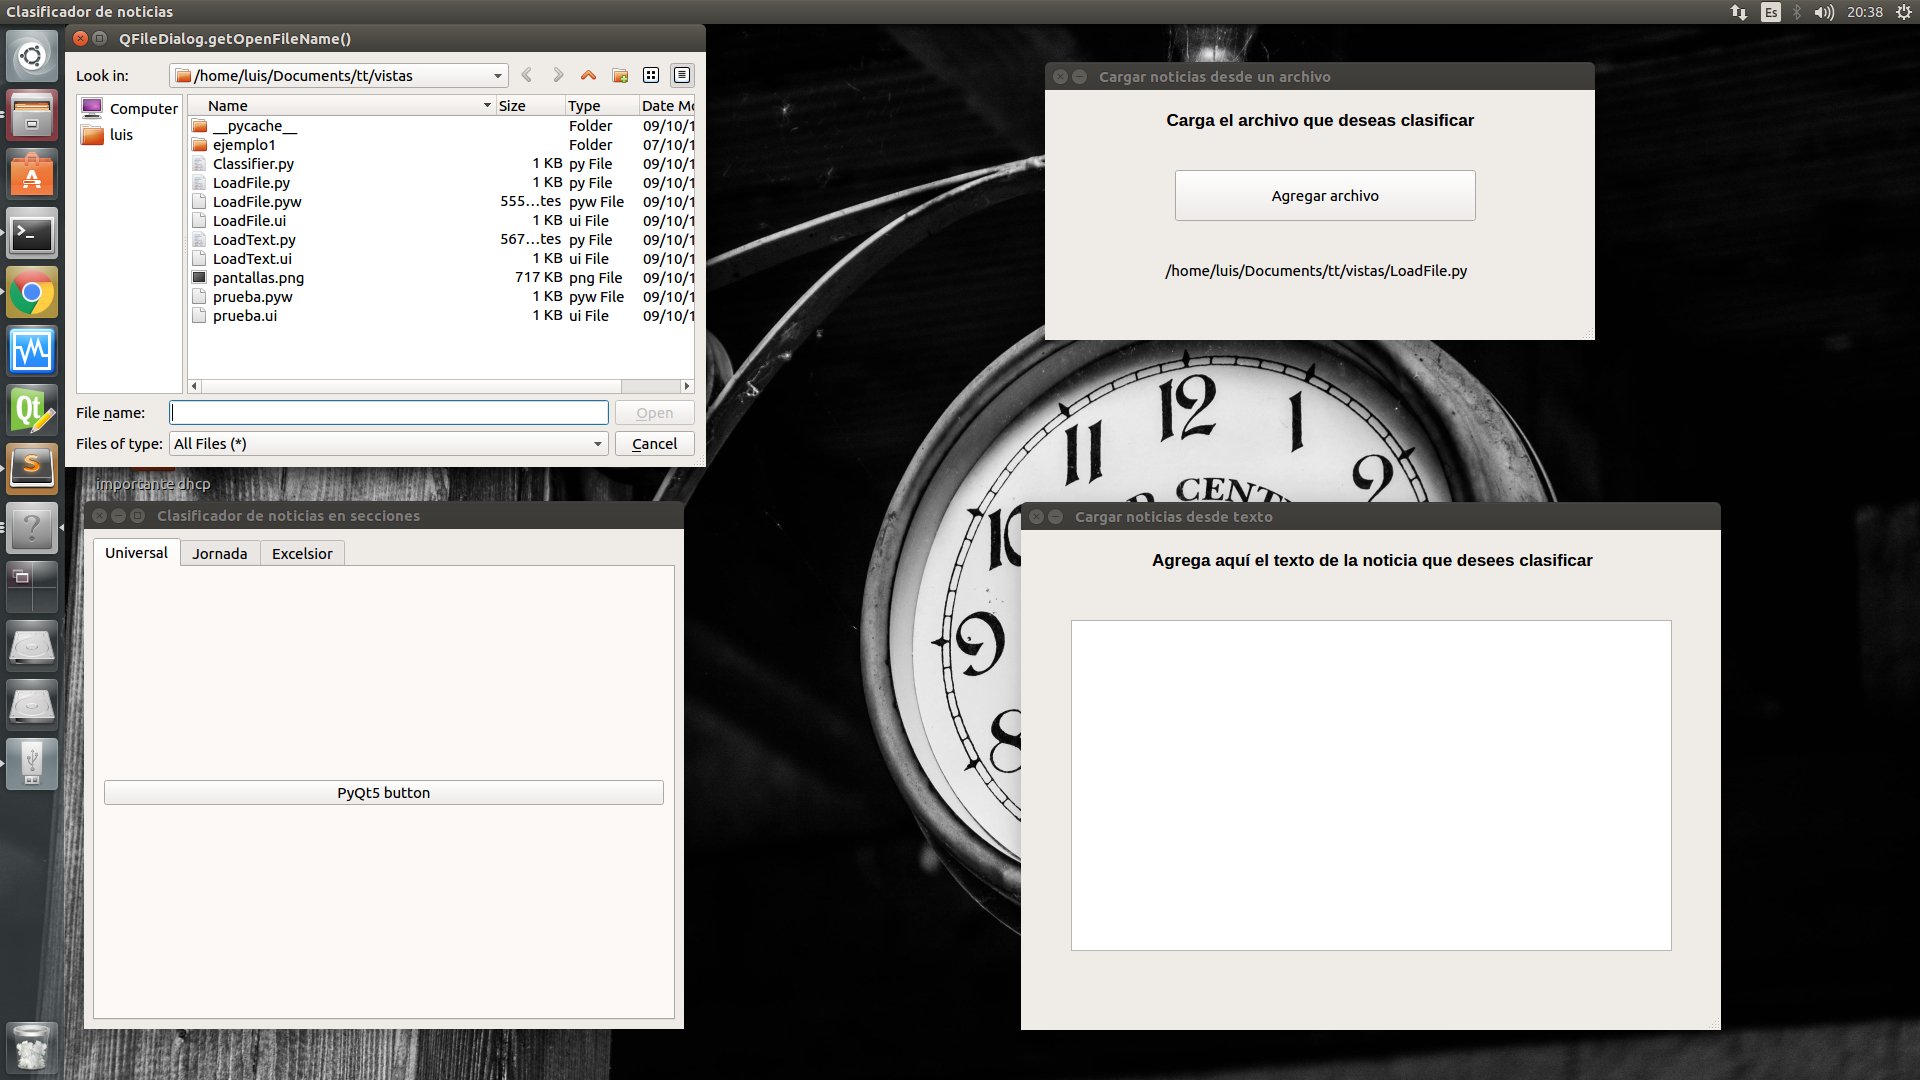 Clasificador de noticias
Es
20:38
QFileDialog.getOpenFileName()
Look in:
/home/luis/Documents/tt/vistas
Computer
luis
Name Size Type Date Mo
__pycache__ Folder 09/10/1
ejemplo1 Folder 07/10/1
Classifier.py 1 KB py File 09/10/1
LoadFile.py 1 KB py File 09/10/1
LoadFile.pyw 555...tes pyw File 09/10/1
LoadFile.ui 1 KB ui File 09/10/1
LoadText.py 567...tes py File 09/10/1
LoadText.ui 1 KB ui File 09/10/1
pantallas.png 717 KB png File 09/10/1
prueba.pyw 1 KB pyw File 09/10/1
prueba.ui 1 KB ui File 09/10/1
File name:
Open
Files of type: All Files (*)
Cancel
importante dhcp
Cargar noticias desde un archivo
Carga el archivo que deseas clasificar
Agregar archivo
/home/luis/Documents/tt/vistas/LoadFile.py
12
1
11
2
10
9
8
CENT
Clasificador de noticias en secciones
Universal Jornada Excelsior
PyQt5 button
Cargar noticias desde texto
Agrega aquí el texto de la noticia que desees clasificar